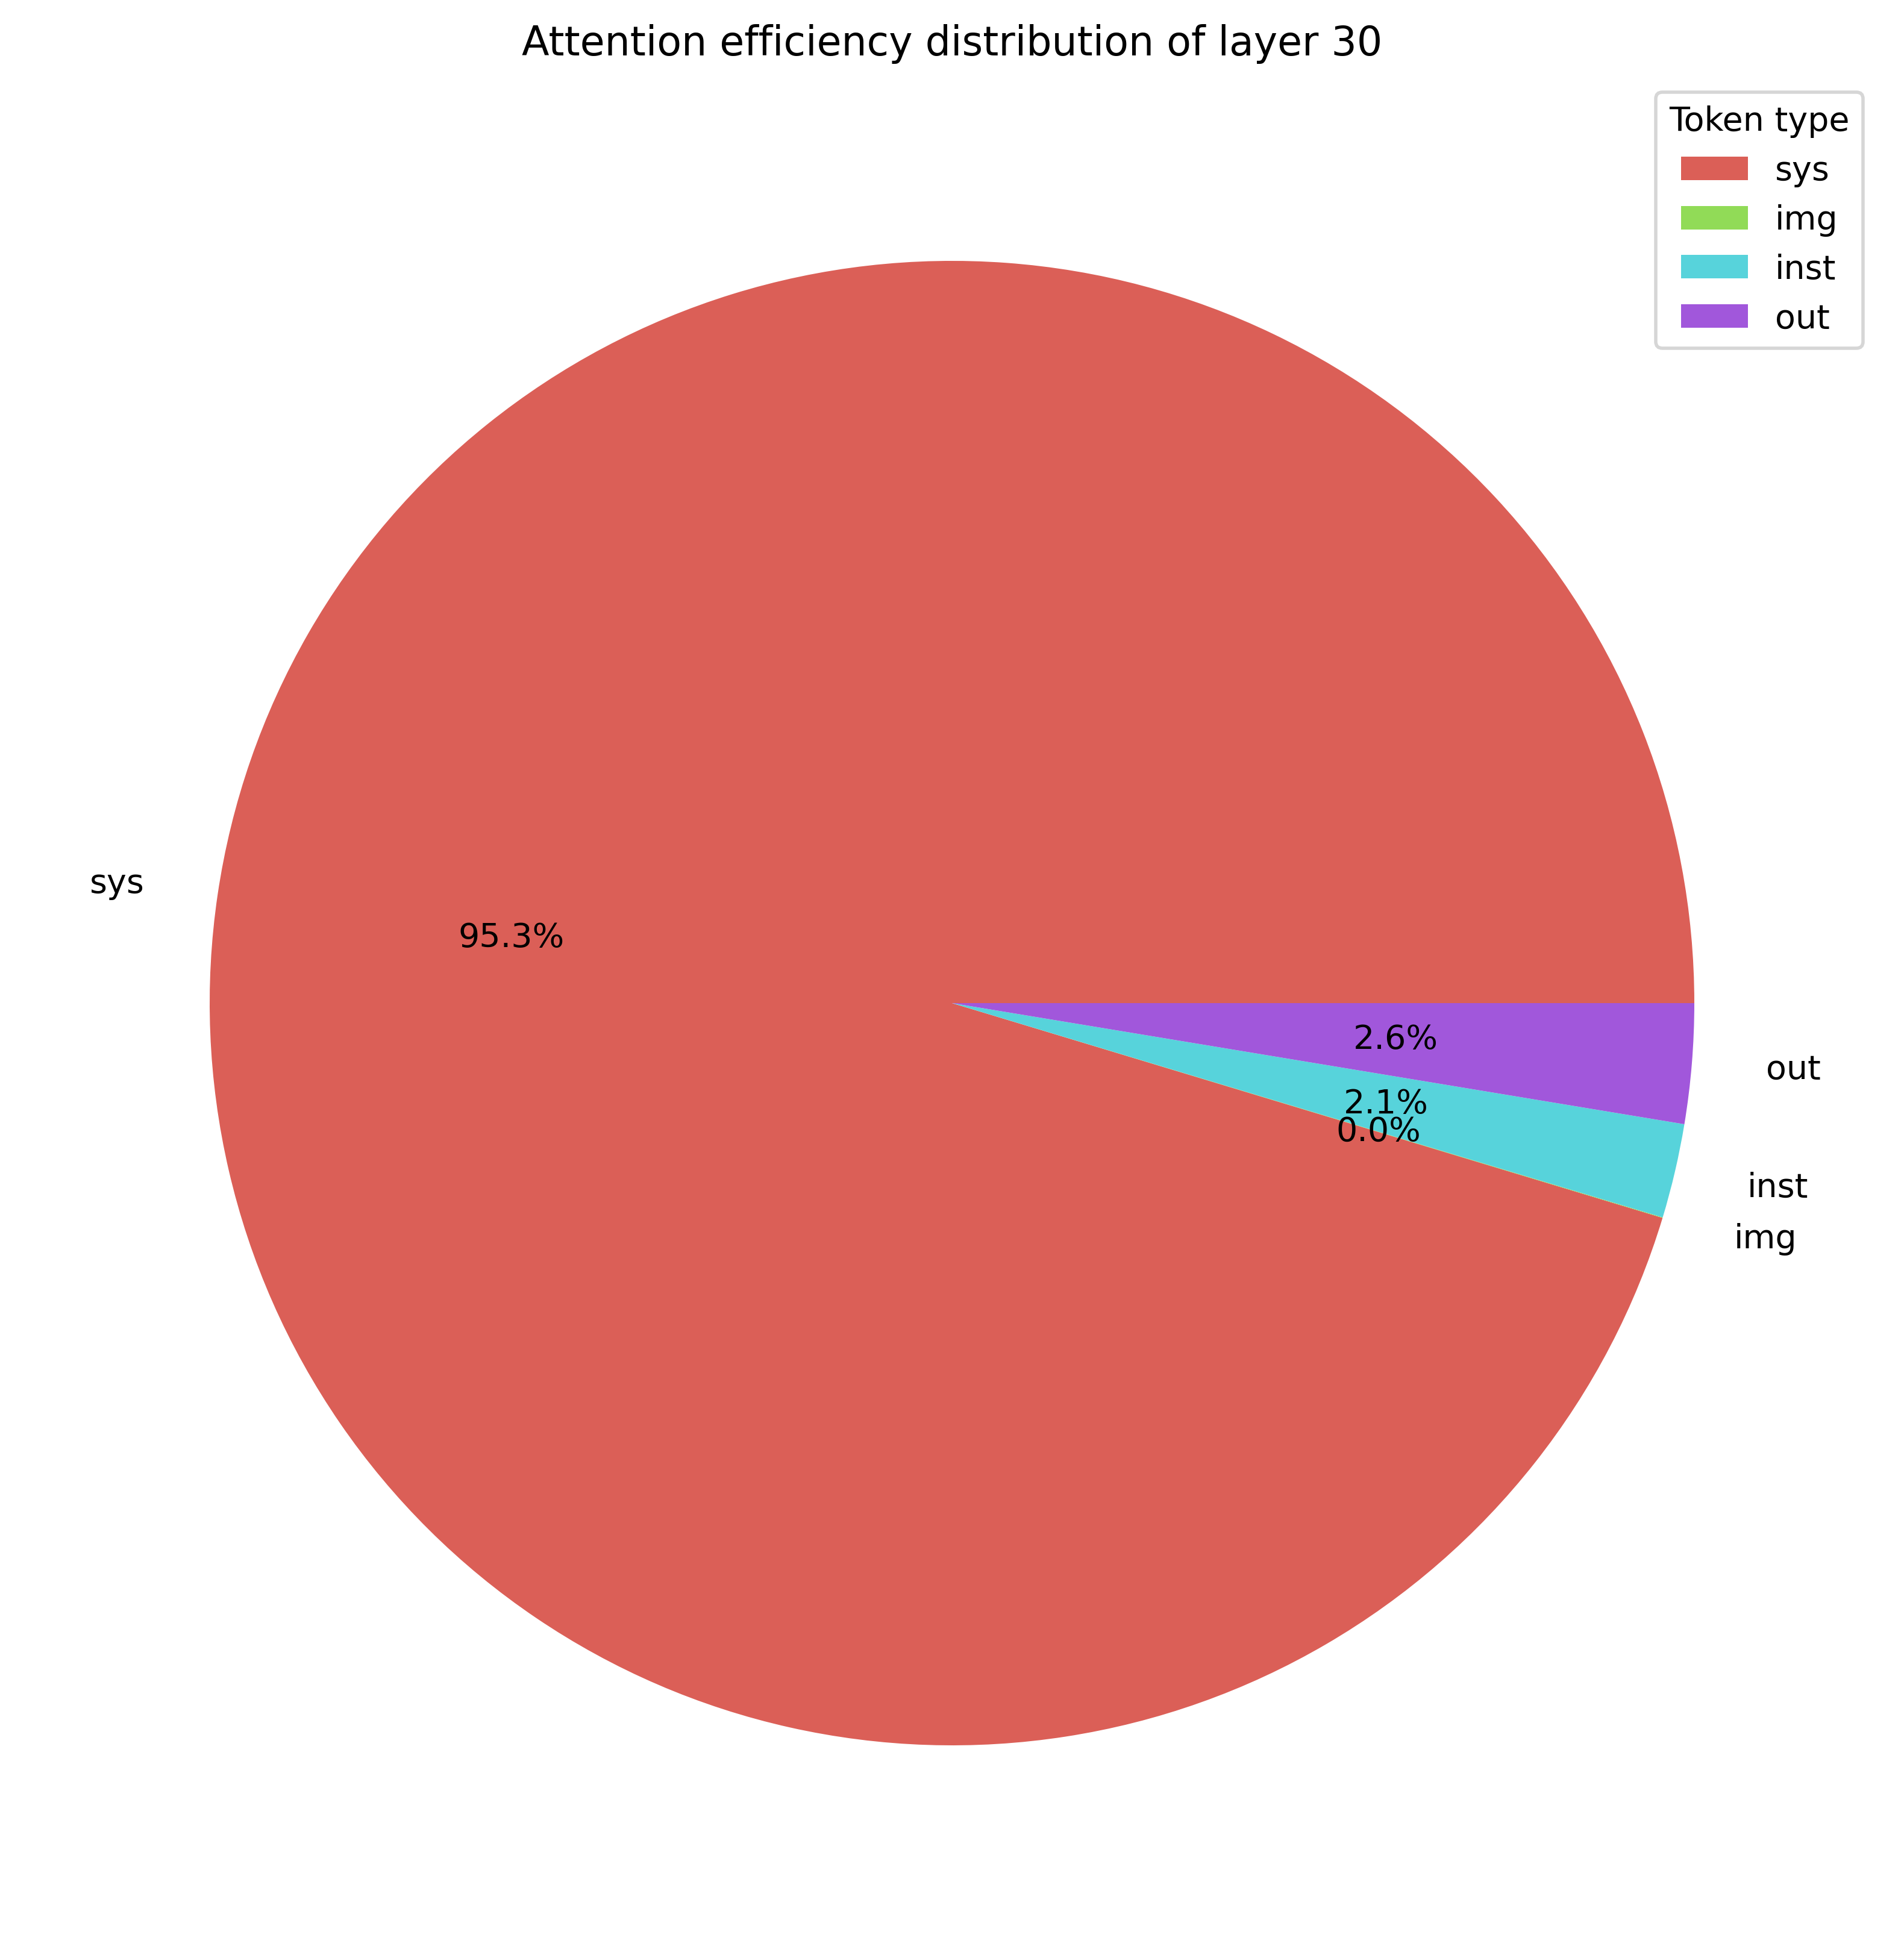 Attention efficiency distribution of layer 30
Token type
sys
img
inst
out
sys
95.3%
2.6%
out
2.1%
0.0%
inst
img